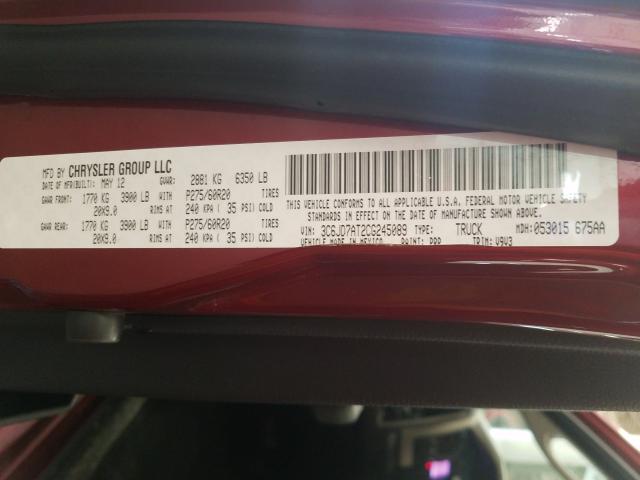 MFD BY CHRYSLER GROUP LLC
DATE OF MFR(BUILT): MAY 12 GVWR: 2881 KG 6350 LB
GAWR FRONT: 1770 KG 3900 LB WITH P275/60R20 TIRES
20X9.0 RIMS AT 240 KPA ( 35 PSI) COLD
GAWR REAR: 1770 KG 3900 LB WITH P275/60R20 TIRES
20X9.0 RIMS AT 240 KPA ( 35 PSI) COLD
THIS VEHICLE CONFORMS TO ALL APPLICABLE U.S.A. FEDERAL MOTOR VEHICLE SAFETY
STANDARDS IN EFFECT ON THE DATE OF MANUFACTURE SHOWN ABOVE.
VIN: 3C6JD7AT2CG245089 TYPE: TRUCK MDH: 053015 675AA
VEHICLE MADE IN MEXICO PAINT: PRP TRIM: V9V3